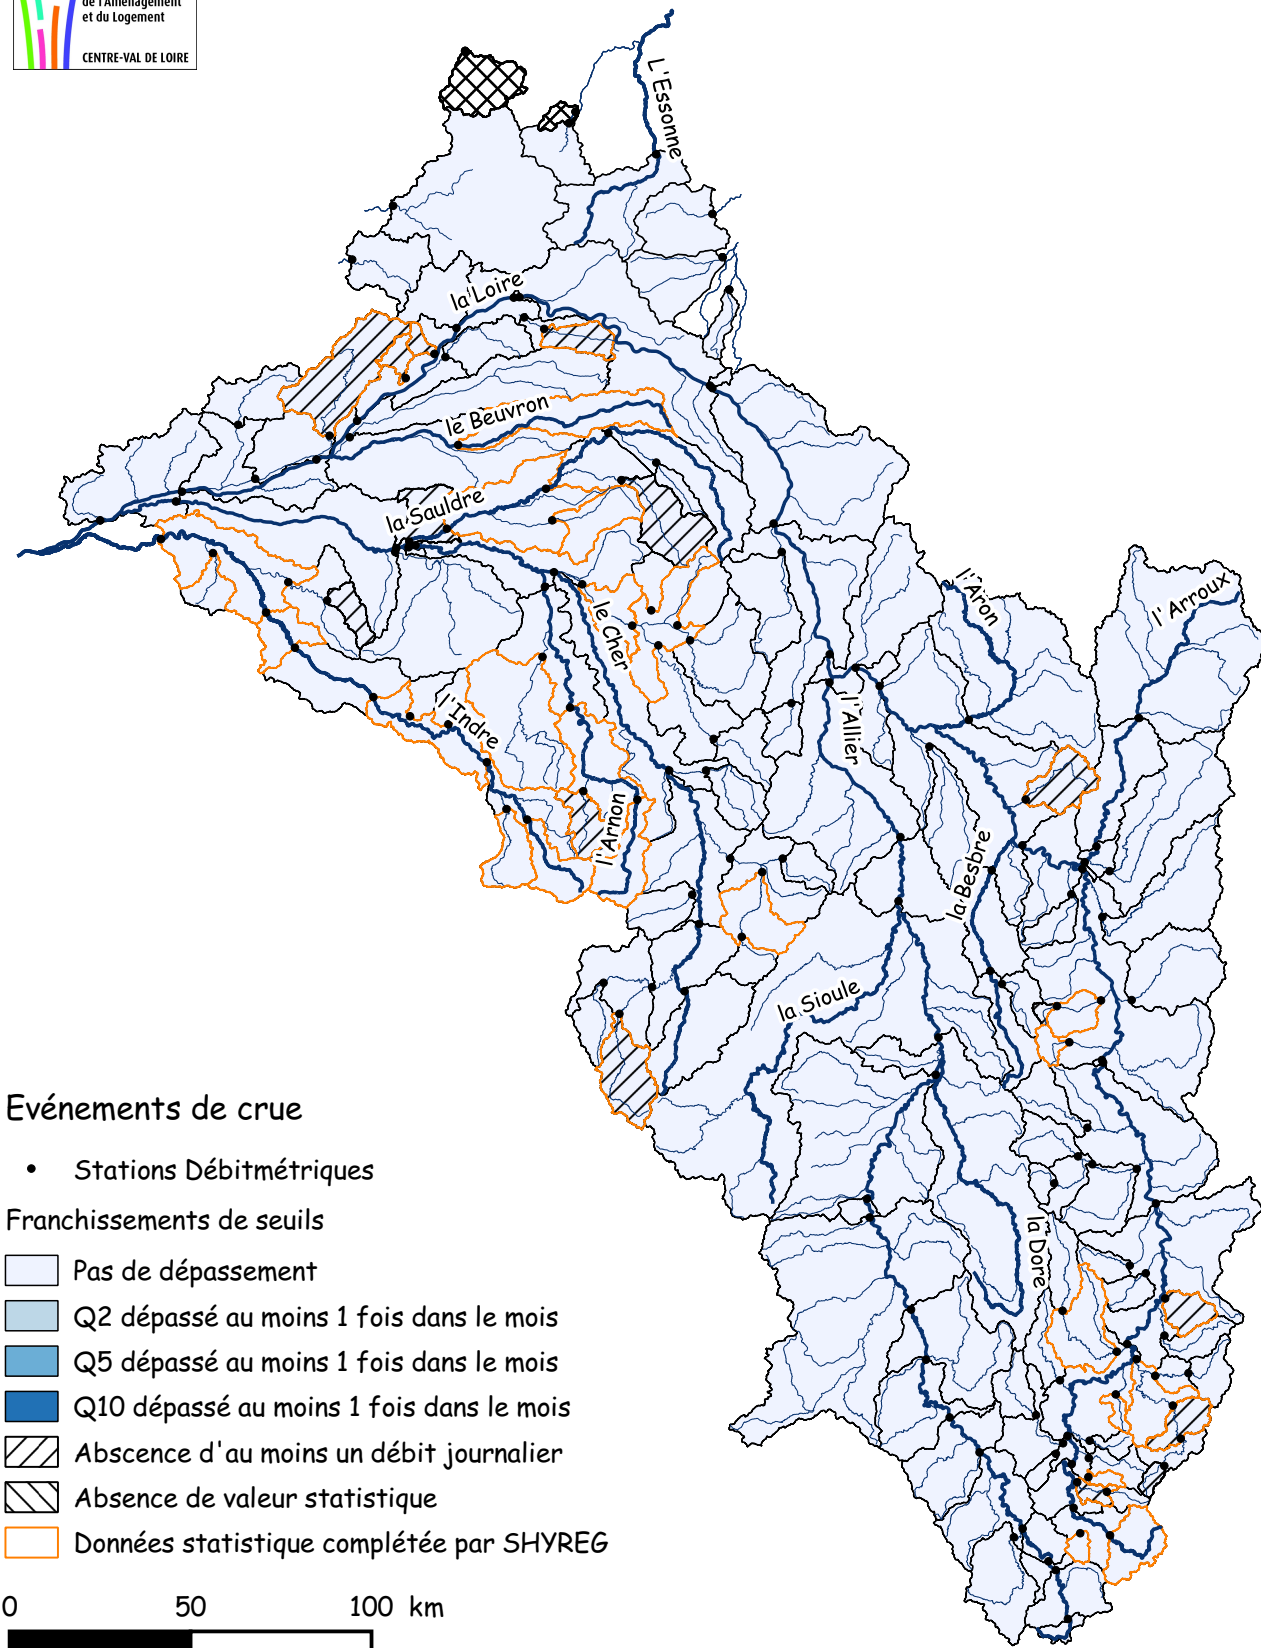 de l'Aménagement
et du Logement
CENTRE-VAL DE LOIRE
L'Essonne
la Loire
le Beuvron
la Sauldre
le Cher
l'Aron
l' Arroux
l'Indre
l'Allier
l'Arnon
la Besbre
la Sioule
la Dore
Evénements de crue
Stations Débitmétriques
Franchissements de seuils
Pas de dépassement
Q2 dépassé au moins 1 fois dans le mois
Q5 dépassé au moins 1 fois dans le mois
Q10 dépassé au moins 1 fois dans le mois
Abscence d'au moins un débit journalier
Absence de valeur statistique
Données statistique complétée par SHYREG
0 50 100 km